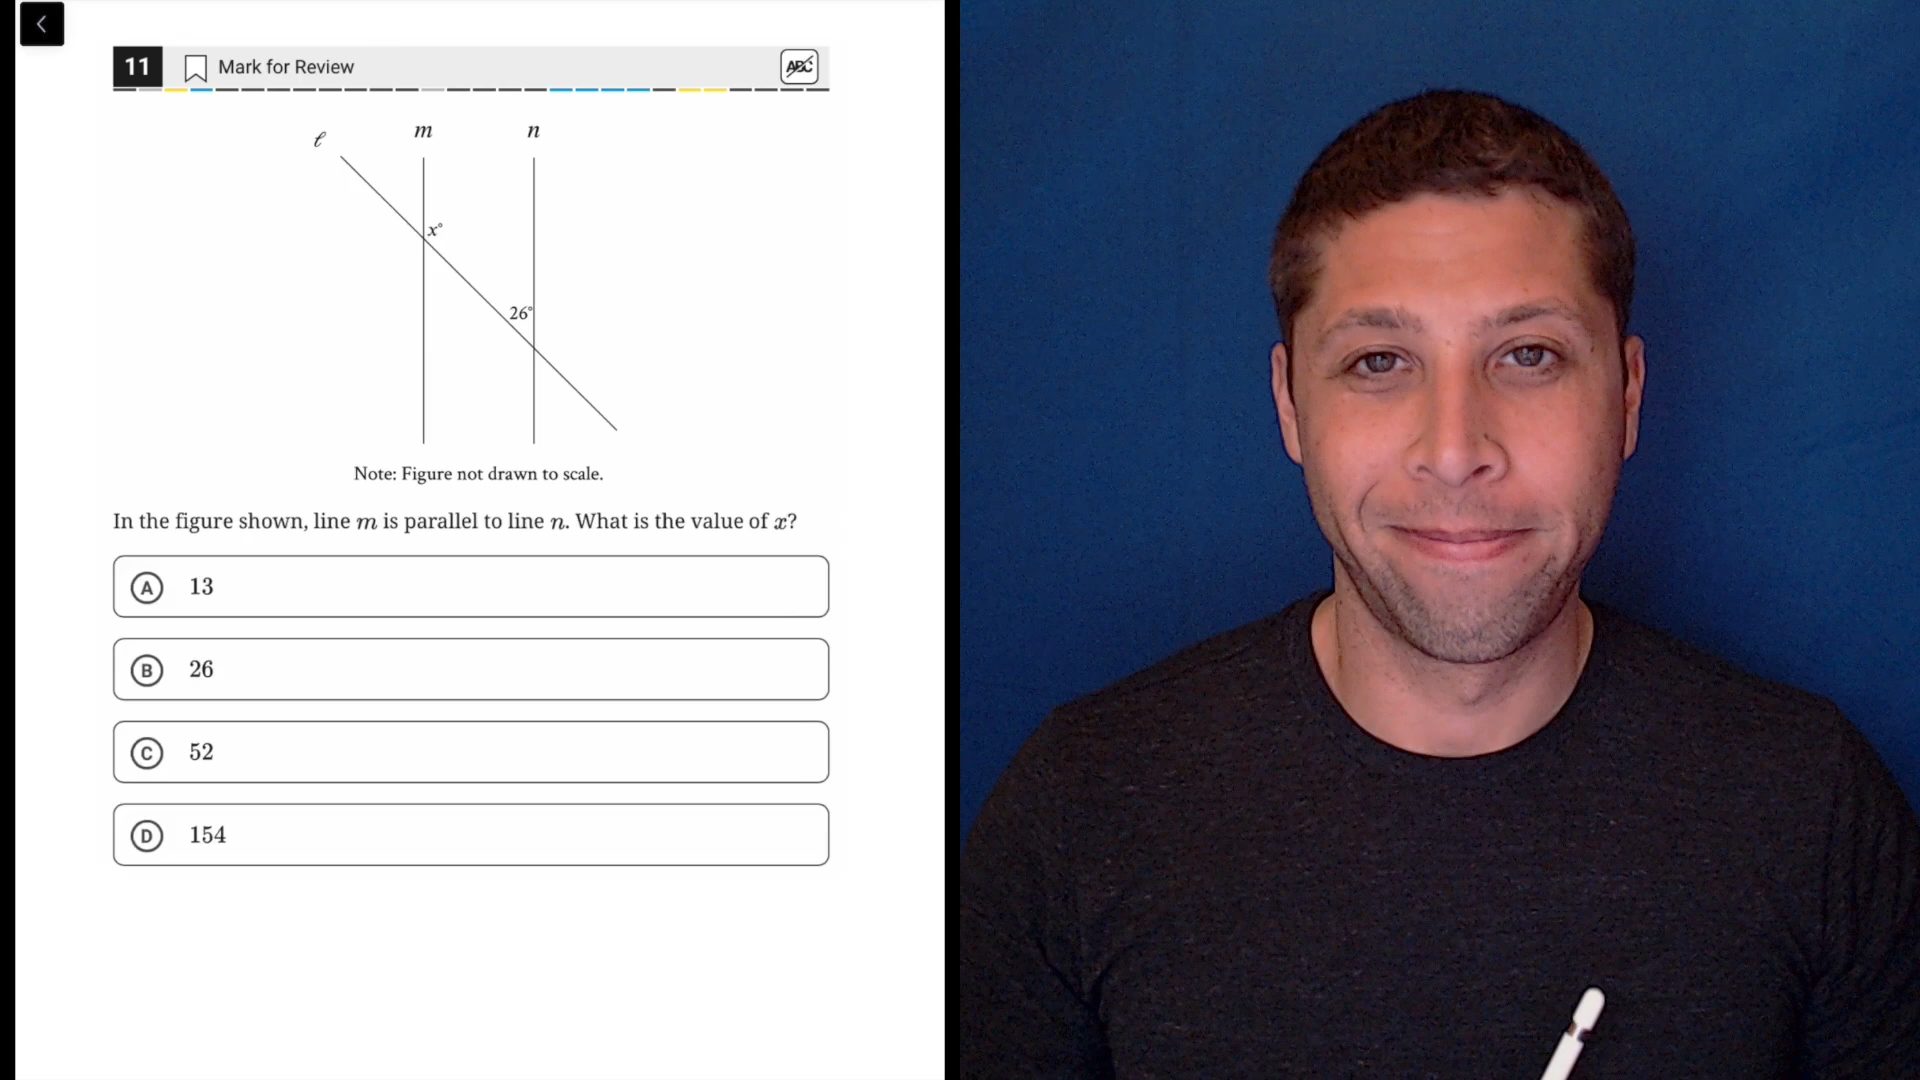 11 Mark for Review ABC
ℓ m n
x°
26°
Note: Figure not drawn to scale.
In the figure shown, line m is parallel to line n. What is the value of x?
A 13
B 26
C 52
D 154